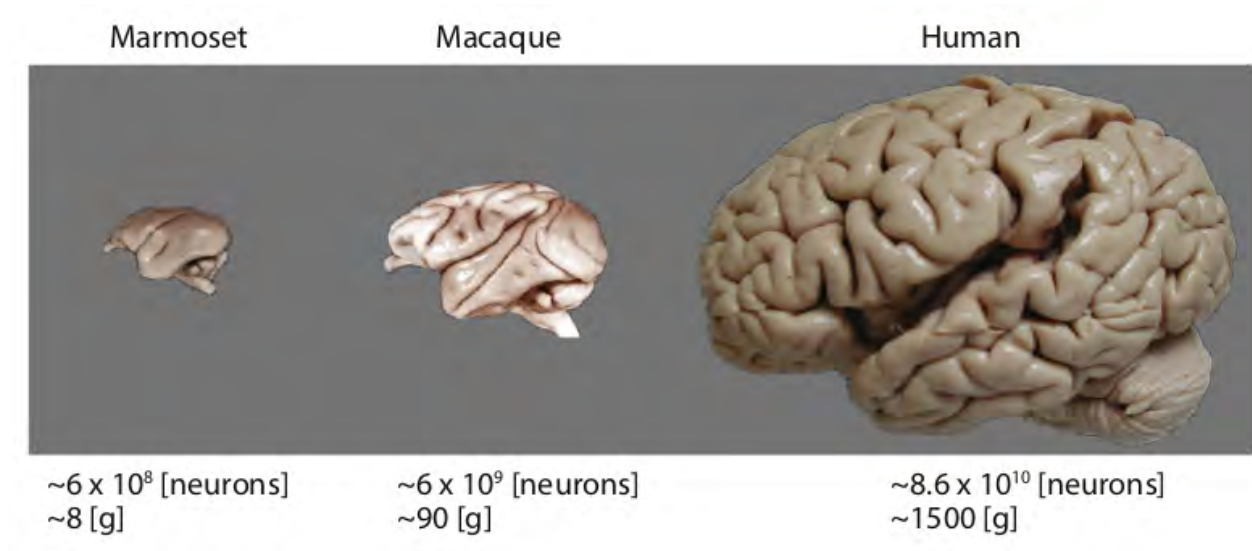 Marmoset Macaque Human
~6 x 10⁸ [neurons] ~6 x 10⁹ [neurons] ~8.6 x 10¹⁰ [neurons]
~8 [g] ~90 [g] ~1500 [g]